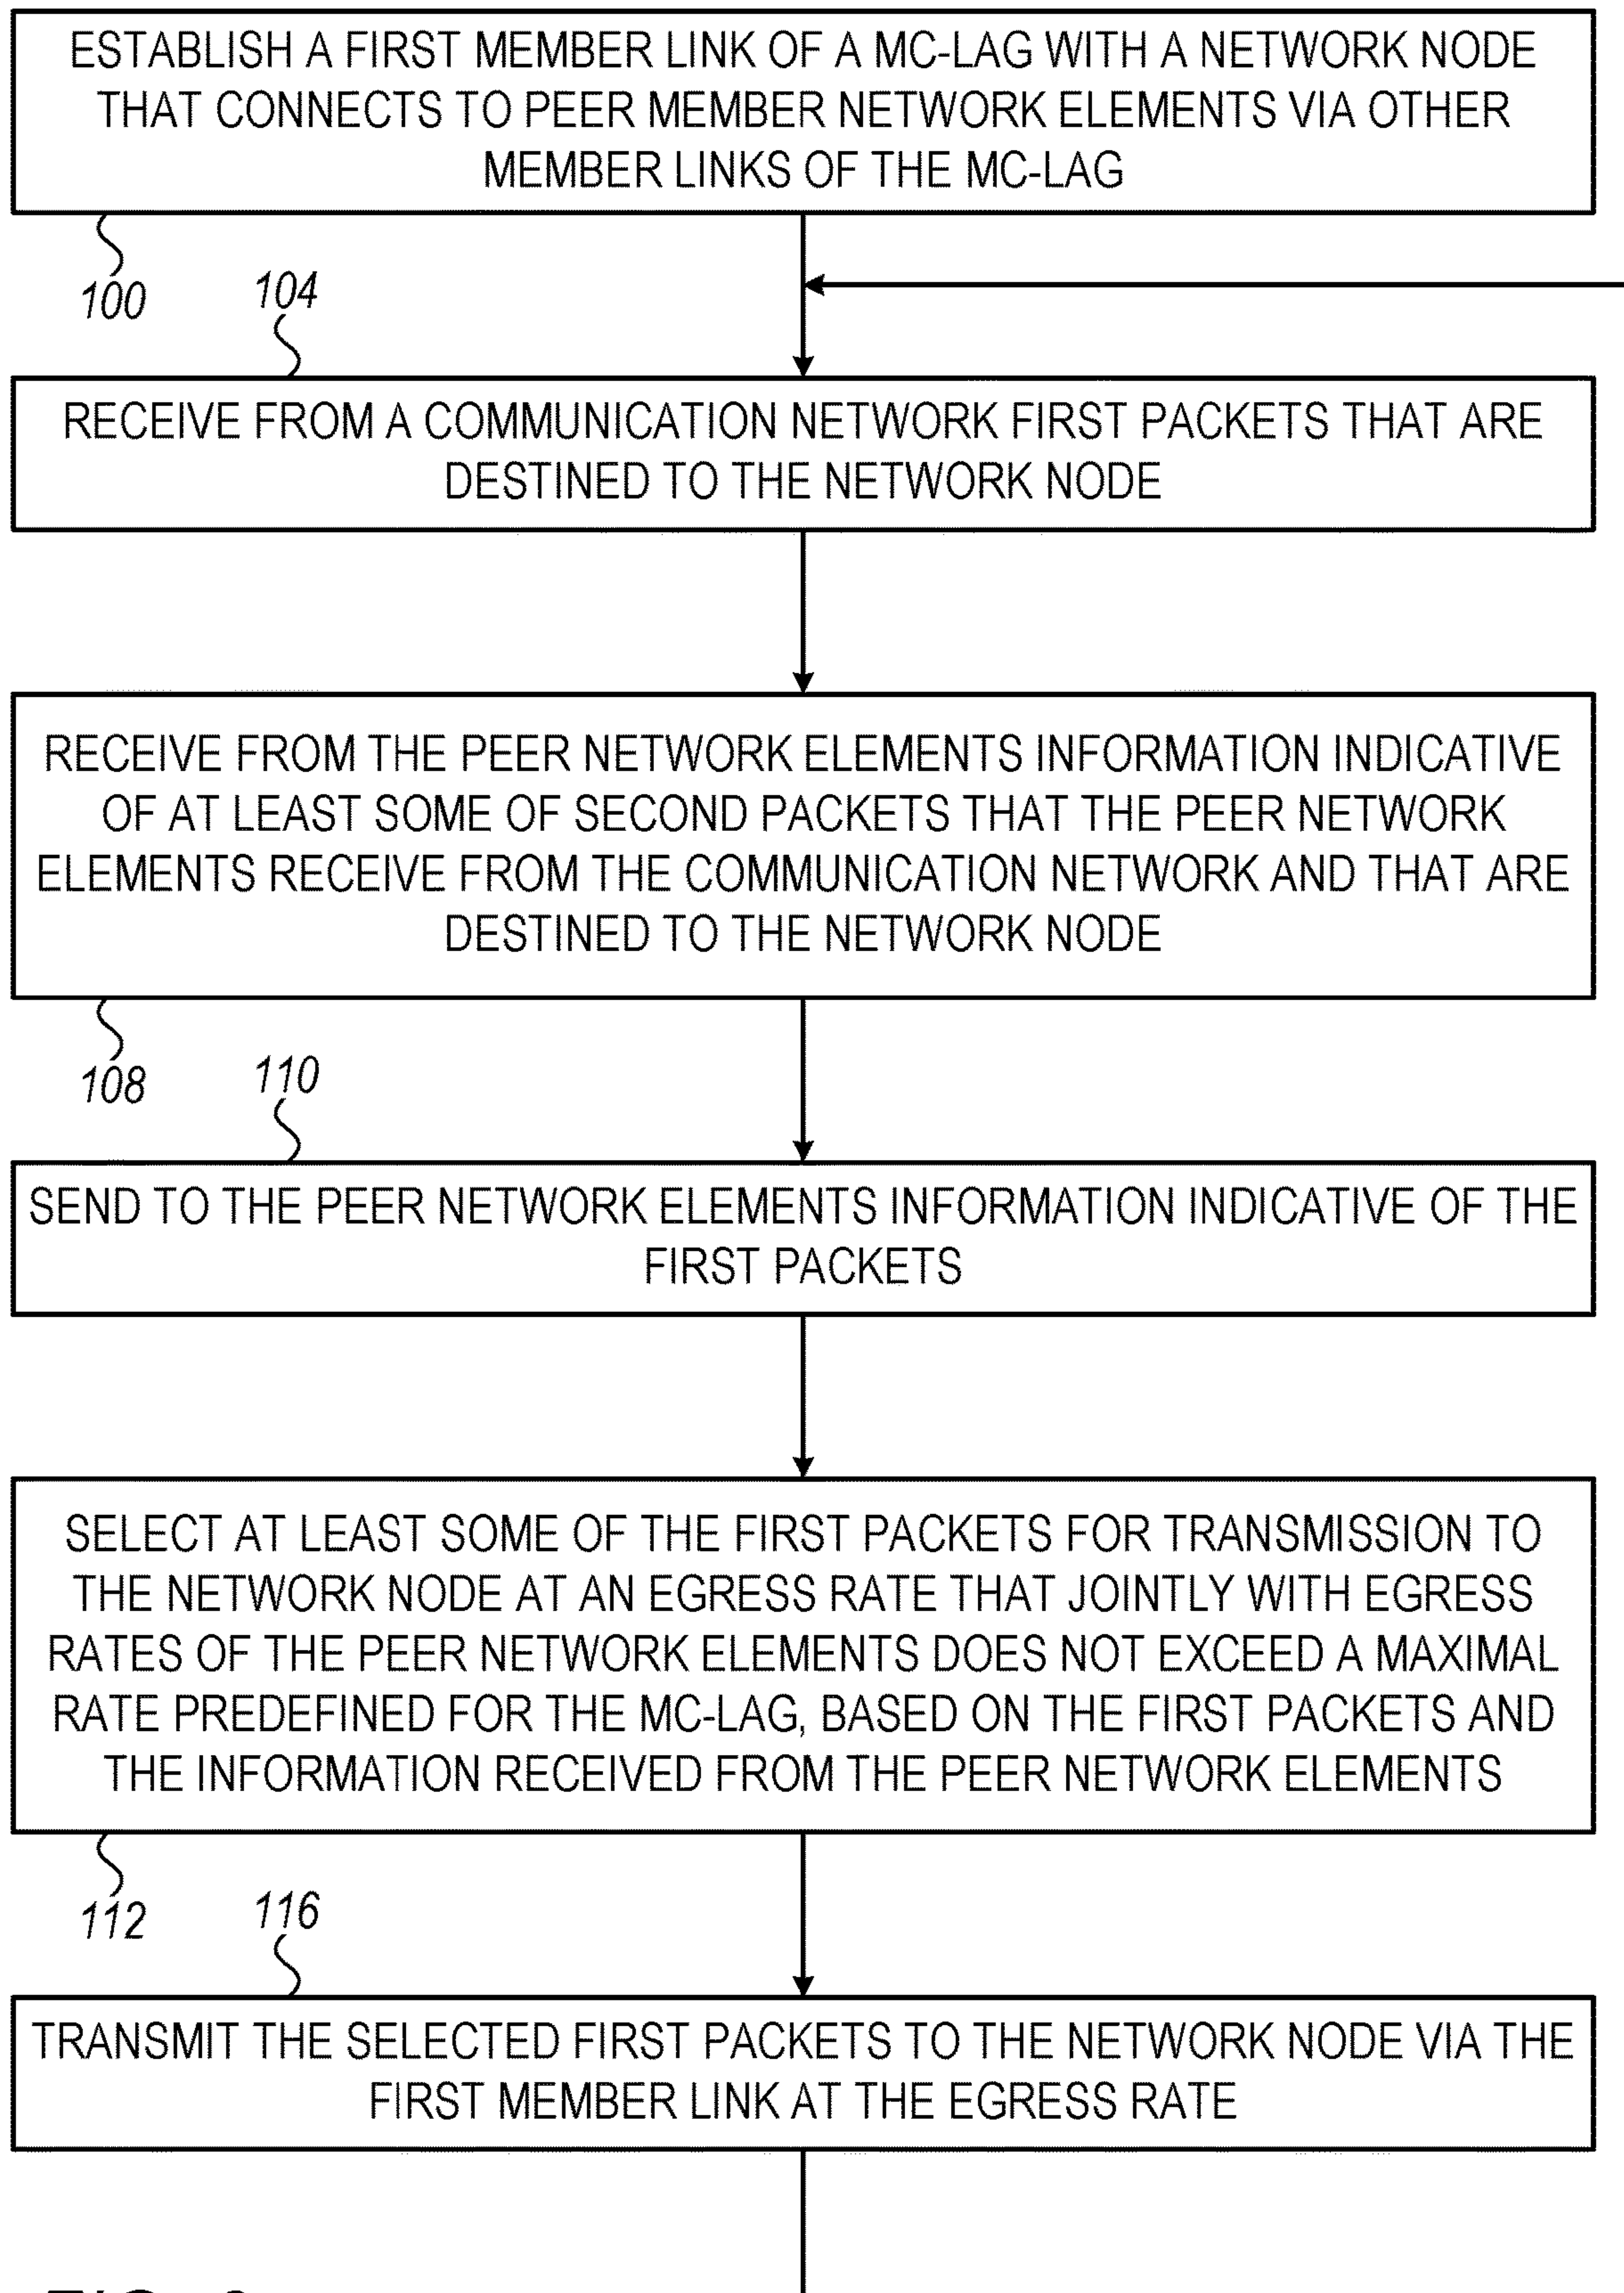 ESTABLISH A FIRST MEMBER LINK OF A MC-LAG WITH A NETWORK NODE
THAT CONNECTS TO PEER MEMBER NETWORK ELEMENTS VIA OTHER
MEMBER LINKS OF THE MC-LAG
100
104
RECEIVE FROM A COMMUNICATION NETWORK FIRST PACKETS THAT ARE
DESTINED TO THE NETWORK NODE
RECEIVE FROM THE PEER NETWORK ELEMENTS INFORMATION INDICATIVE
OF AT LEAST SOME OF SECOND PACKETS THAT THE PEER NETWORK
ELEMENTS RECEIVE FROM THE COMMUNICATION NETWORK AND THAT ARE
DESTINED TO THE NETWORK NODE
108
110
SEND TO THE PEER NETWORK ELEMENTS INFORMATION INDICATIVE OF THE
FIRST PACKETS
SELECT AT LEAST SOME OF THE FIRST PACKETS FOR TRANSMISSION TO
THE NETWORK NODE AT AN EGRESS RATE THAT JOINTLY WITH EGRESS
RATES OF THE PEER NETWORK ELEMENTS DOES NOT EXCEED A MAXIMAL
RATE PREDEFINED FOR THE MC-LAG, BASED ON THE FIRST PACKETS AND
THE INFORMATION RECEIVED FROM THE PEER NETWORK ELEMENTS
112
116
TRANSMIT THE SELECTED FIRST PACKETS TO THE NETWORK NODE VIA THE
FIRST MEMBER LINK AT THE EGRESS RATE